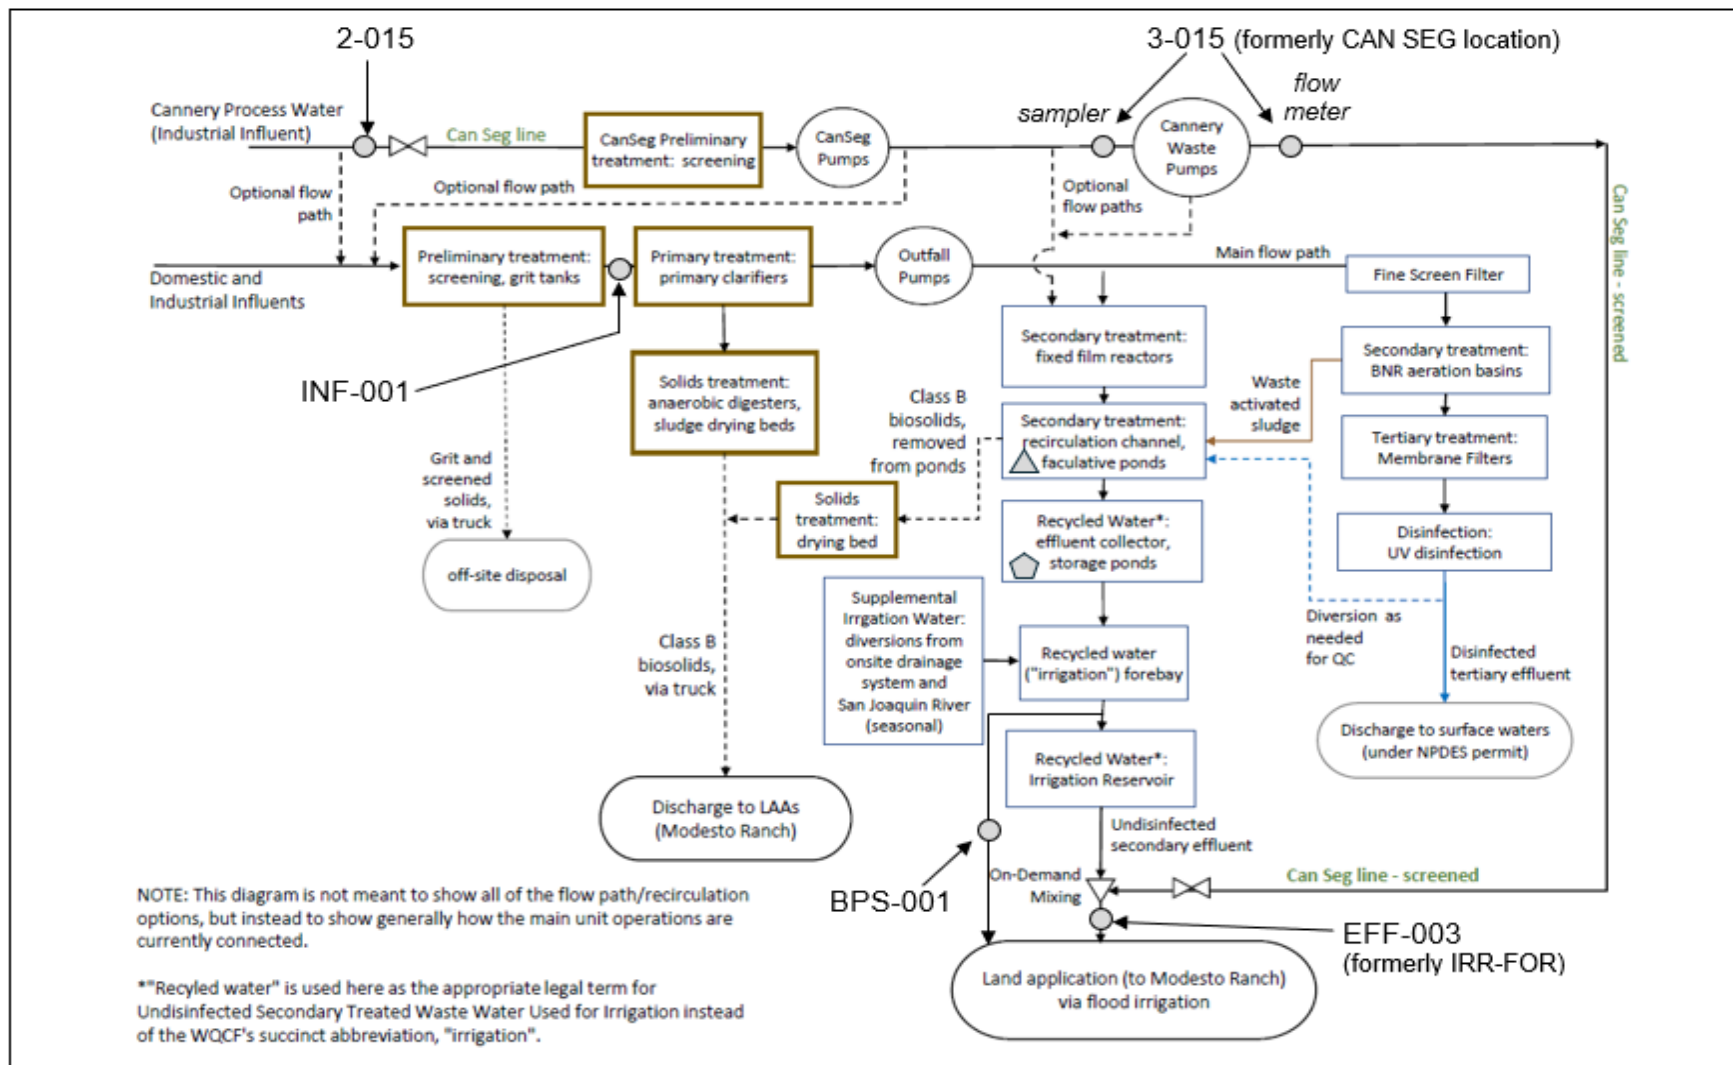 2-015
3-015 (formerly CAN SEG location)
sampler
flow
meter
Cannery Process Water
(Industrial Influent)
Can Seg line
CanSeg Preliminary
treatment: screening
CanSeg
Pumps
Cannery
Waste
Pumps
Optional flow
path
Optional flow path
Optional
flow paths
Can Seg line - screened
Domestic and
Industrial Influents
Preliminary treatment:
screening, grit tanks
Primary treatment:
primary clarifiers
Outfall
Pumps
Main flow path
Fine Screen Filter
INF-001
Solids treatment:
anaerobic digesters,
sludge drying beds
Secondary treatment:
fixed film reactors
Secondary treatment:
BNR aeration basins
Waste
activated
sludge
Class B
biosolids,
removed
from ponds
Secondary treatment:
recirculation channel,
faculative ponds
Tertiary treatment:
Membrane Filters
Grit and
screened
solids,
via truck
Solids
treatment:
drying bed
Recycled Water*:
effluent collector,
storage ponds
Disinfection:
UV disinfection
off-site disposal
Supplemental
Irrgation Water:
diversions from
onsite drainage
system and
San Joaquin River
(seasonal)
Class B
biosolids,
via truck
Recycled water
("irrigation") forebay
Diversion as
needed
for QC
Disinfected
tertiary effluent
Discharge to surface waters
(under NPDES permit)
Recycled Water*:
Irrigation Reservoir
Discharge to LAAs
(Modesto Ranch)
Undisinfected
secondary effluent
BPS-001
On-Demand
Mixing
Can Seg line - screened
EFF-003
(formerly IRR-FOR)
Land application (to Modesto Ranch)
via flood irrigation
NOTE: This diagram is not meant to show all of the flow path/recirculation
options, but instead to show generally how the main unit operations are
currently connected.
*"Recyled water" is used here as the appropriate legal term for
Undisinfected Secondary Treated Waste Water Used for Irrigation instead
of the WQCF's succinct abbreviation, "irrigation".